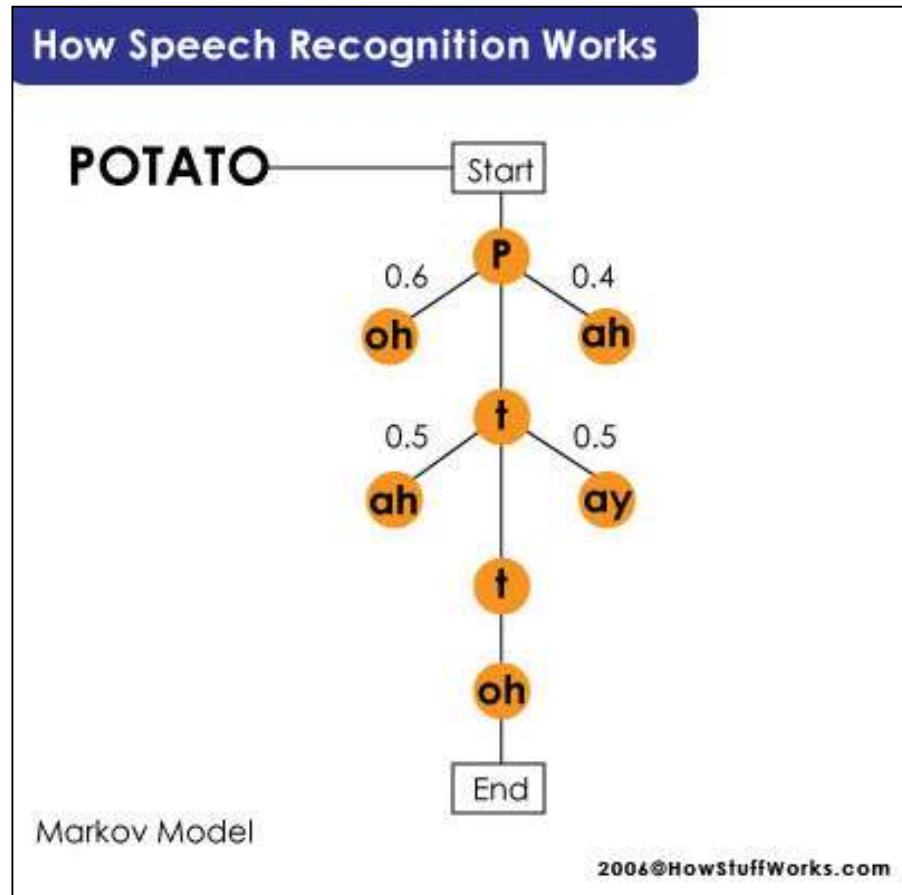 How Speech Recognition Works
POTATO
Start
P
0.6
0.4
oh
ah
t
0.5
0.5
ah
ay
t
oh
End
Markov Model
2006©HowStuffWorks.com